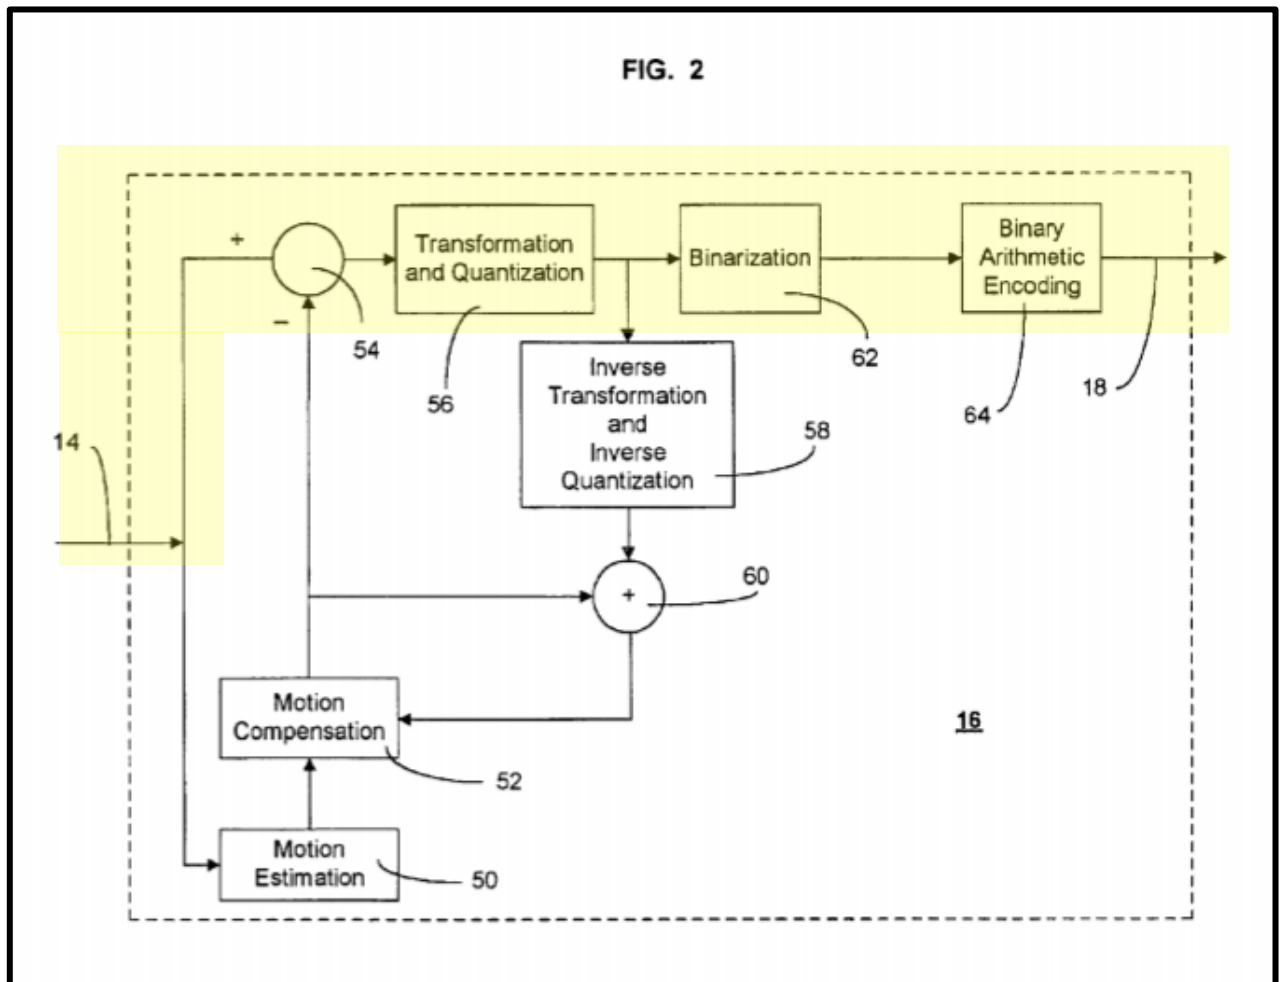 FIG. 2
+
Transformation
and Quantization
Binarization
Binary
Arithmetic
Encoding
−
54
56
62
64
18
Inverse
Transformation
and
Inverse
Quantization
58
14
+
60
Motion
Compensation
52
16
Motion
Estimation
50